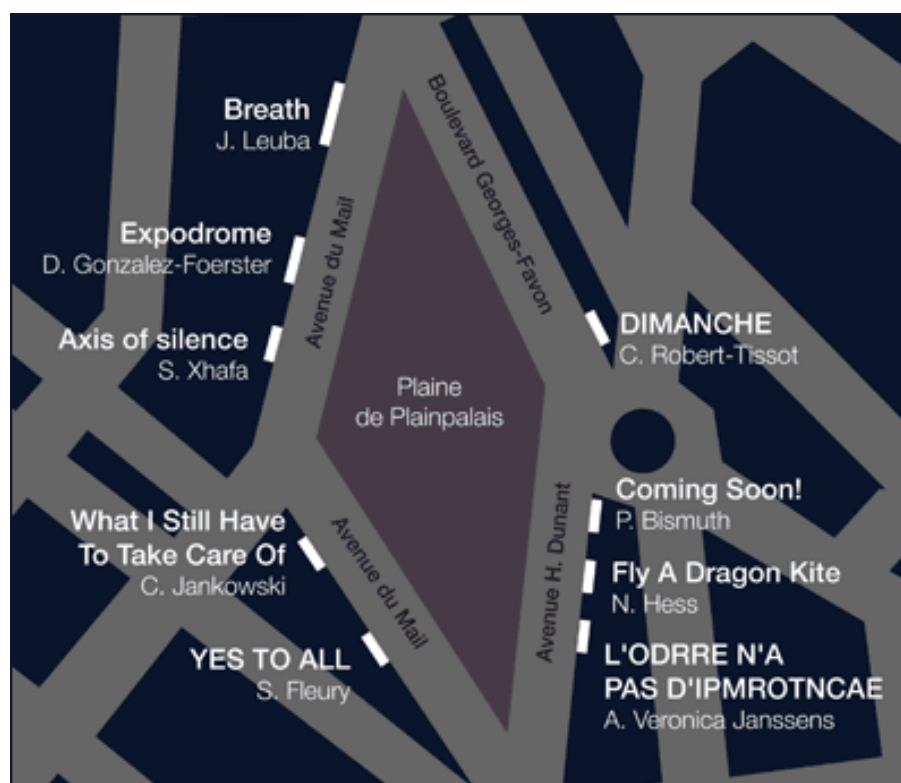 Breath
J. Leuba
Boulevard Georges-Favon
Expodrome
D. Gonzalez-Foerster
Avenue du Mail
Axis of silence
S. Xhafa
DIMANCHE
C. Robert-Tissot
Plaine
de Plainpalais
What I Still Have
To Take Care Of
C. Jankowski
Avenue du Mail
Coming Soon!
P. Bismuth
Avenue H. Dunant
Fly A Dragon Kite
N. Hess
YES TO ALL
S. Fleury
L'ODRRE N'A
PAS D'IPMROTNCAE
A. Veronica Janssens